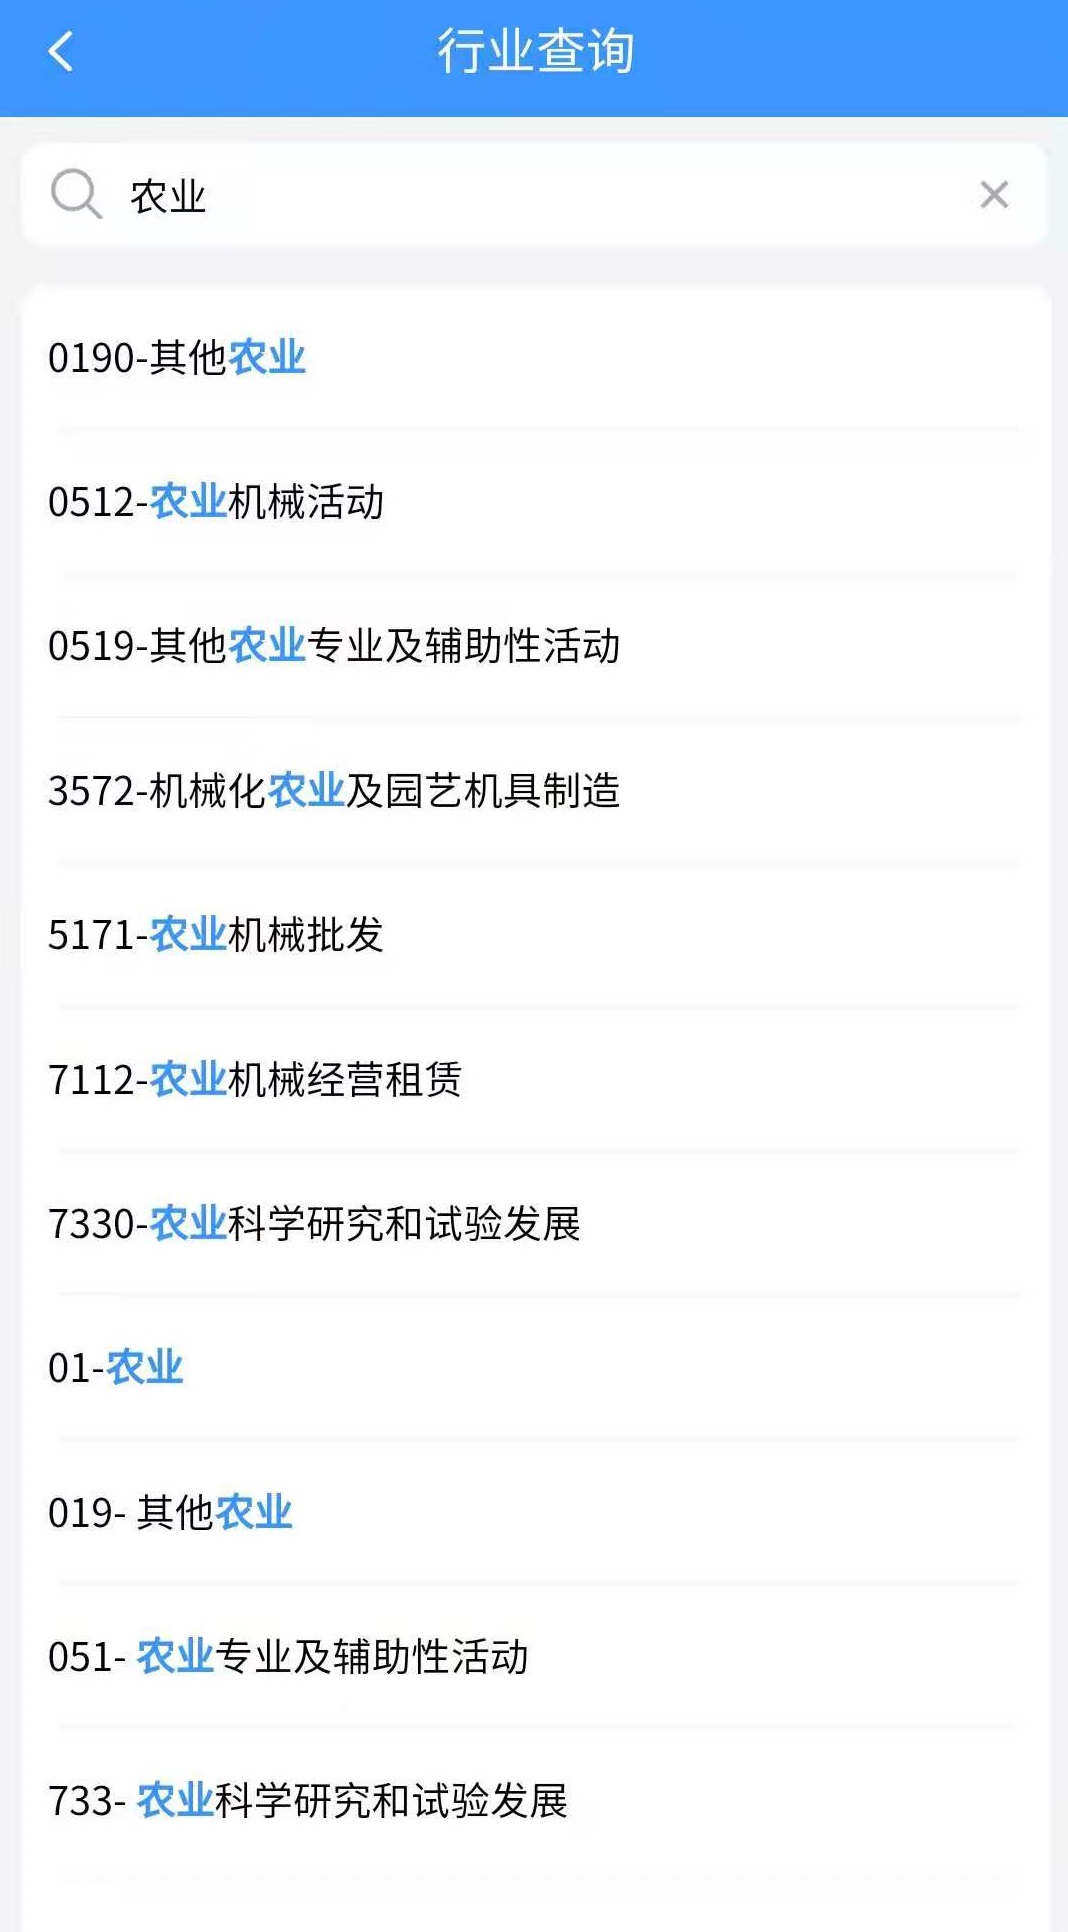 行业查询
农业
0190-其他农业
0512-农业机械活动
0519-其他农业专业及辅助性活动
3572-机械化农业及园艺机具制造
5171-农业机械批发
7112-农业机械经营租赁
7330-农业科学研究和试验发展
01-农业
019- 其他农业
051- 农业专业及辅助性活动
733- 农业科学研究和试验发展